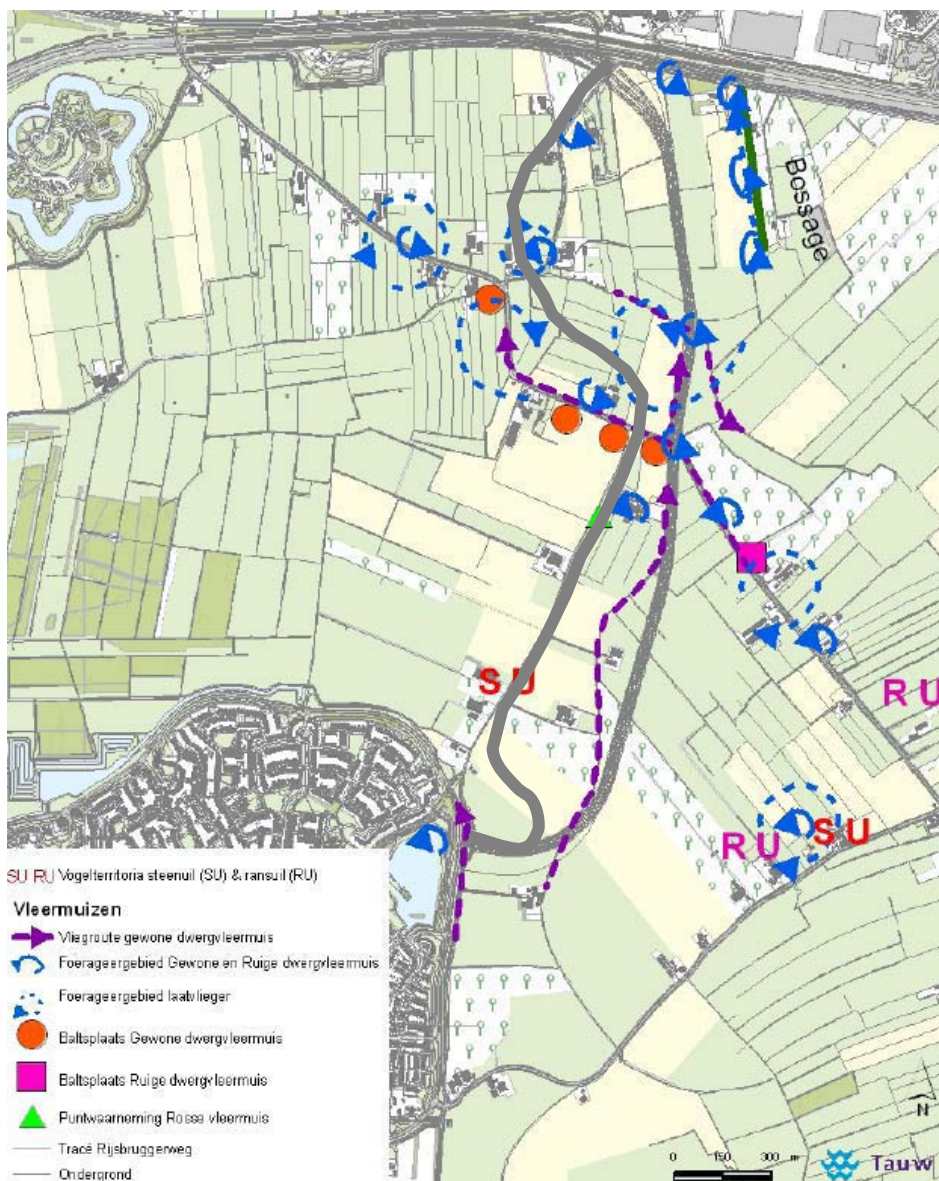 Bossage
S U
R U
R U
S U
SU RU Vogelterritoria steenuil (SU) & ransuil (RU)
Vleermuizen
Vliegroute gewone dwergvleermuis
Foerageergebied Gewone en Ruige dwergvleermuis
Foerageergebied laatvlieger
Baltsplaats Gewone dwergvleermuis
Baltsplaats Ruige dwergvleermuis
Puntwaarneming Rosse vleermuis
Tracé Rijsbruggerweg
Ondergrond
N
0 150 300 m
Tauw